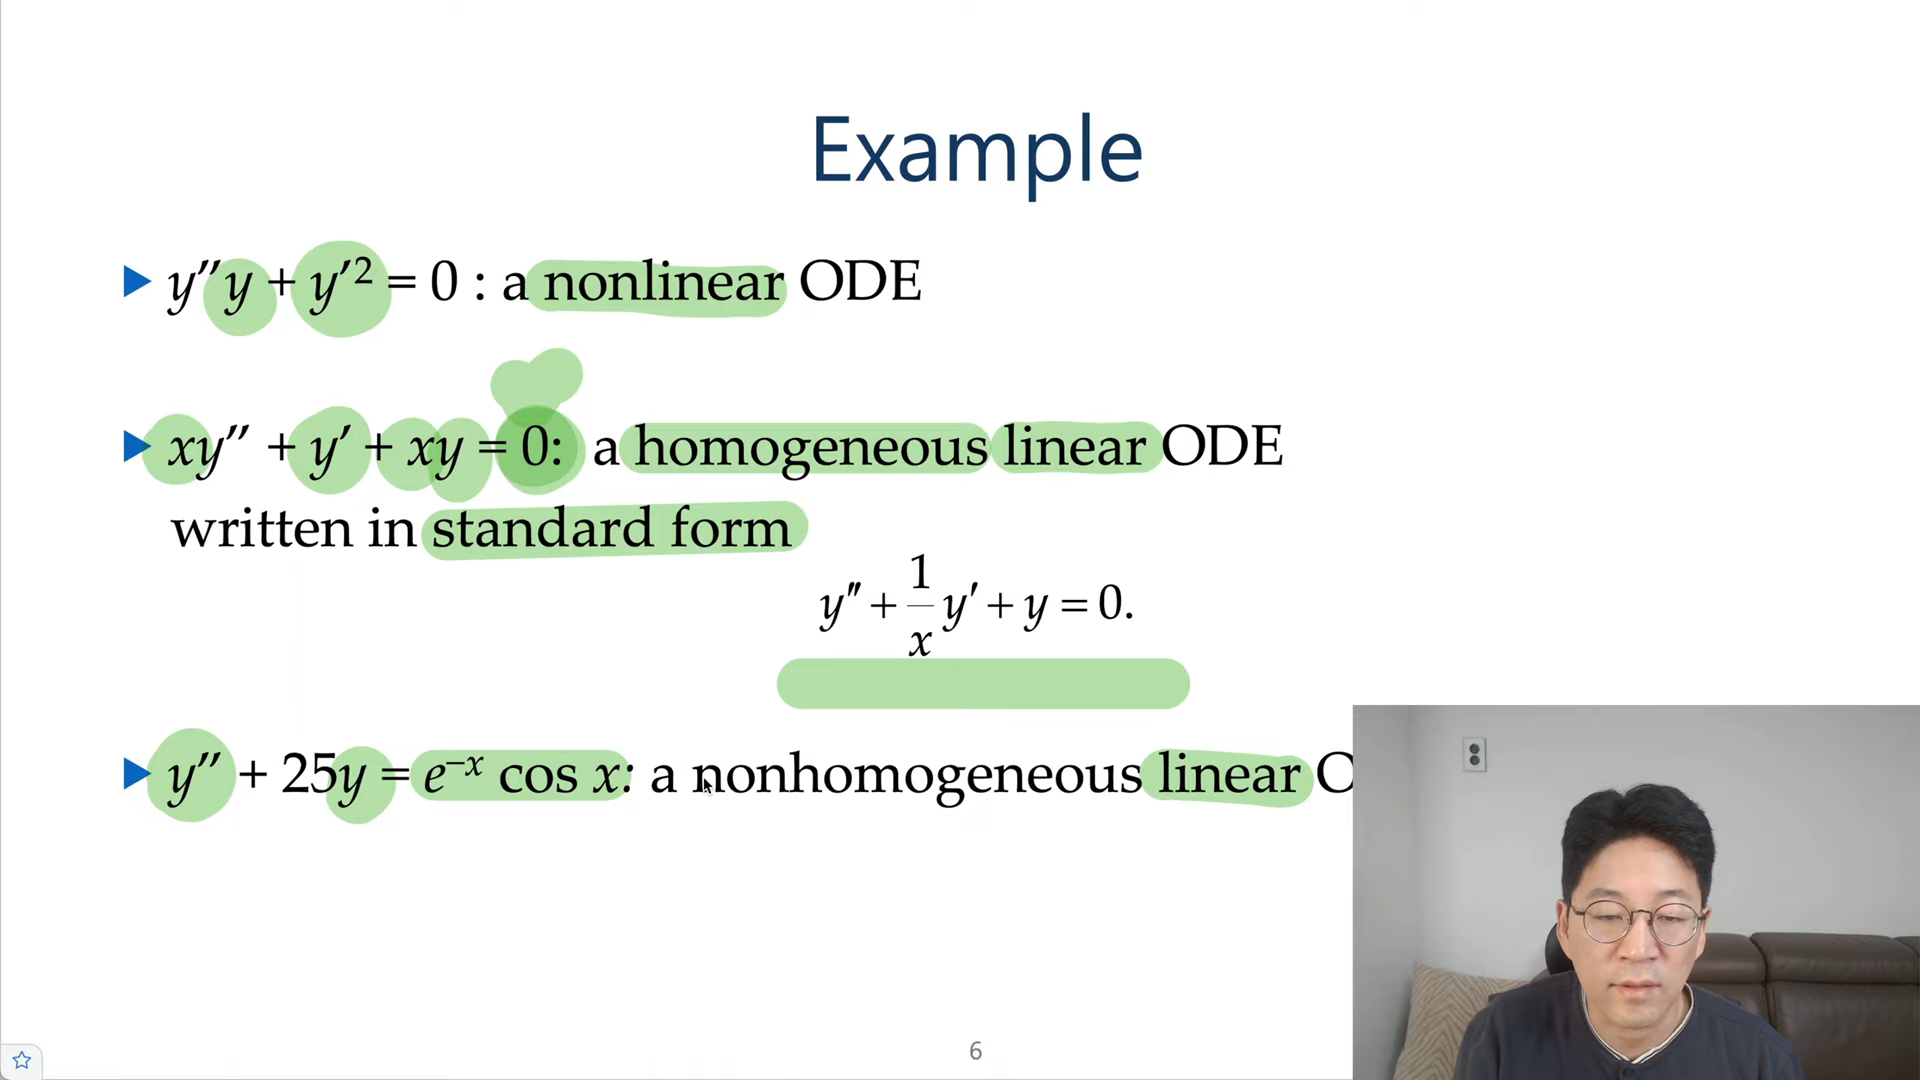 Example
y″y + y′² = 0 : a nonlinear ODE
xy″ + y′ + xy = 0: a homogeneous linear ODE
written in standard form
y″ + 1/x y′ + y = 0.
y″ + 25y = e⁻ˣ cos x: a nonhomogeneous linear O
6